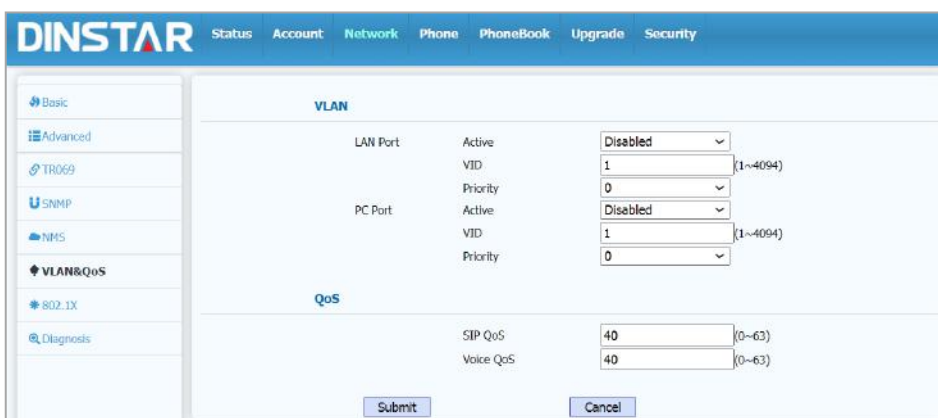 DINSTAR Status Account Network Phone PhoneBook Upgrade Security
Basic
Advanced
TR069
SNMP
NMS
VLAN&QoS
802.1X
Diagnosis
VLAN
LAN Port Active Disabled
VID 1 (1~4094)
Priority 0
PC Port Active Disabled
VID 1 (1~4094)
Priority 0
QoS
SIP QoS 40 (0~63)
Voice QoS 40 (0~63)
Submit Cancel